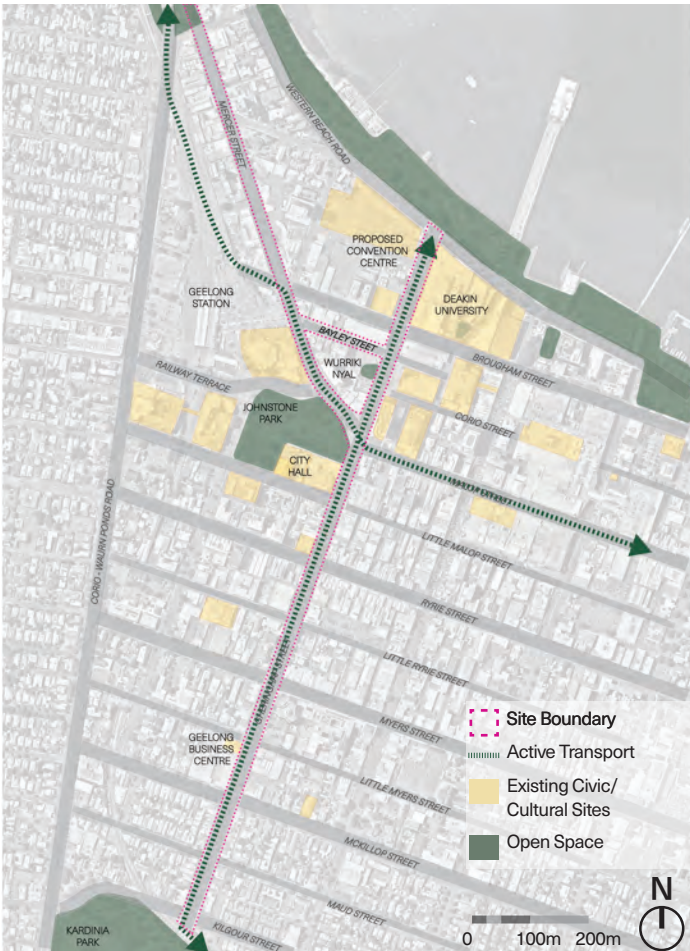 MERCER STREET
WESTERN BEACH ROAD
PROPOSED
CONVENTION
CENTRE
GEELONG
STATION
DEAKIN
UNIVERSITY
BAYLEY STEET
BROUGHAM STREET
WURRIKI
NYAL
RAILWAY TERRACE
JOHNSTONE
PARK
CORIO STREET
CITY
HALL
CORIO - WAURN PONDS ROAD
LITTLE MALOP STREET
RYRIE STREET
LITTLE RYRIE STREET
MYERS STREET
GEELONG
BUSINESS
CENTRE
LITTLE MYERS STREET
MCKILLOP STREET
MAUD STREET
KILGOUR STREET
KARDINIA
PARK
Site Boundary
Active Transport
Existing Civic/
Cultural Sites
Open Space
N
0 100m 200m